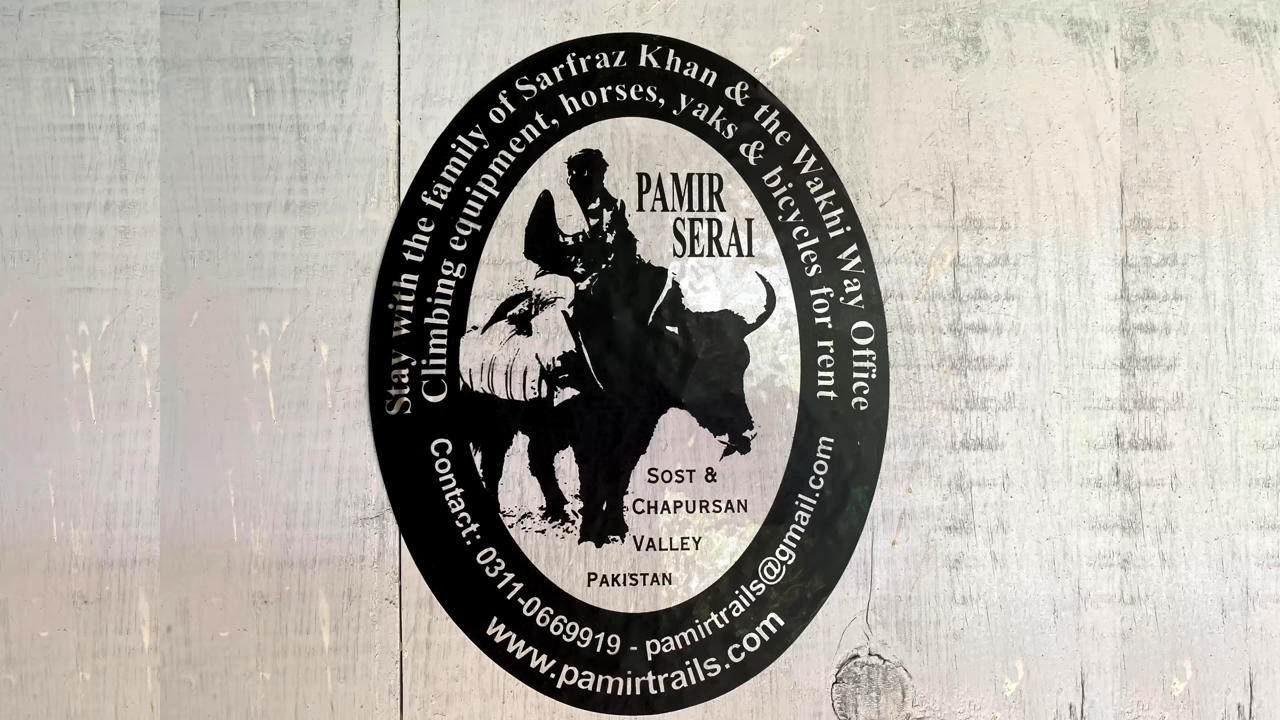 Stay with the family of Sarfraz Khan & the Wakhi Way Office
Climbing equipment, horses, yaks & bicycles for rent
PAMIR
SERAI
SOST &
CHAPURSAN
VALLEY
PAKISTAN
Contact: 0311-0669919 - pamirtrails@gmail.com
www.pamirtrails.com